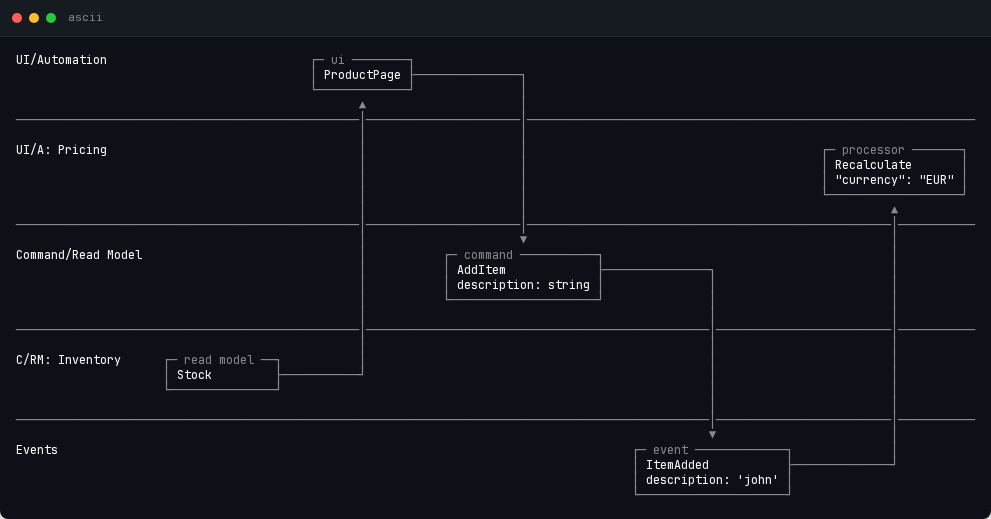 ascii
UI/Automation
ui
ProductPage
UI/A: Pricing
processor
Recalculate
"currency": "EUR"
Command/Read Model
command
AddItem
description: string
C/RM: Inventory
read model
Stock
Events
event
ItemAdded
description: 'john'